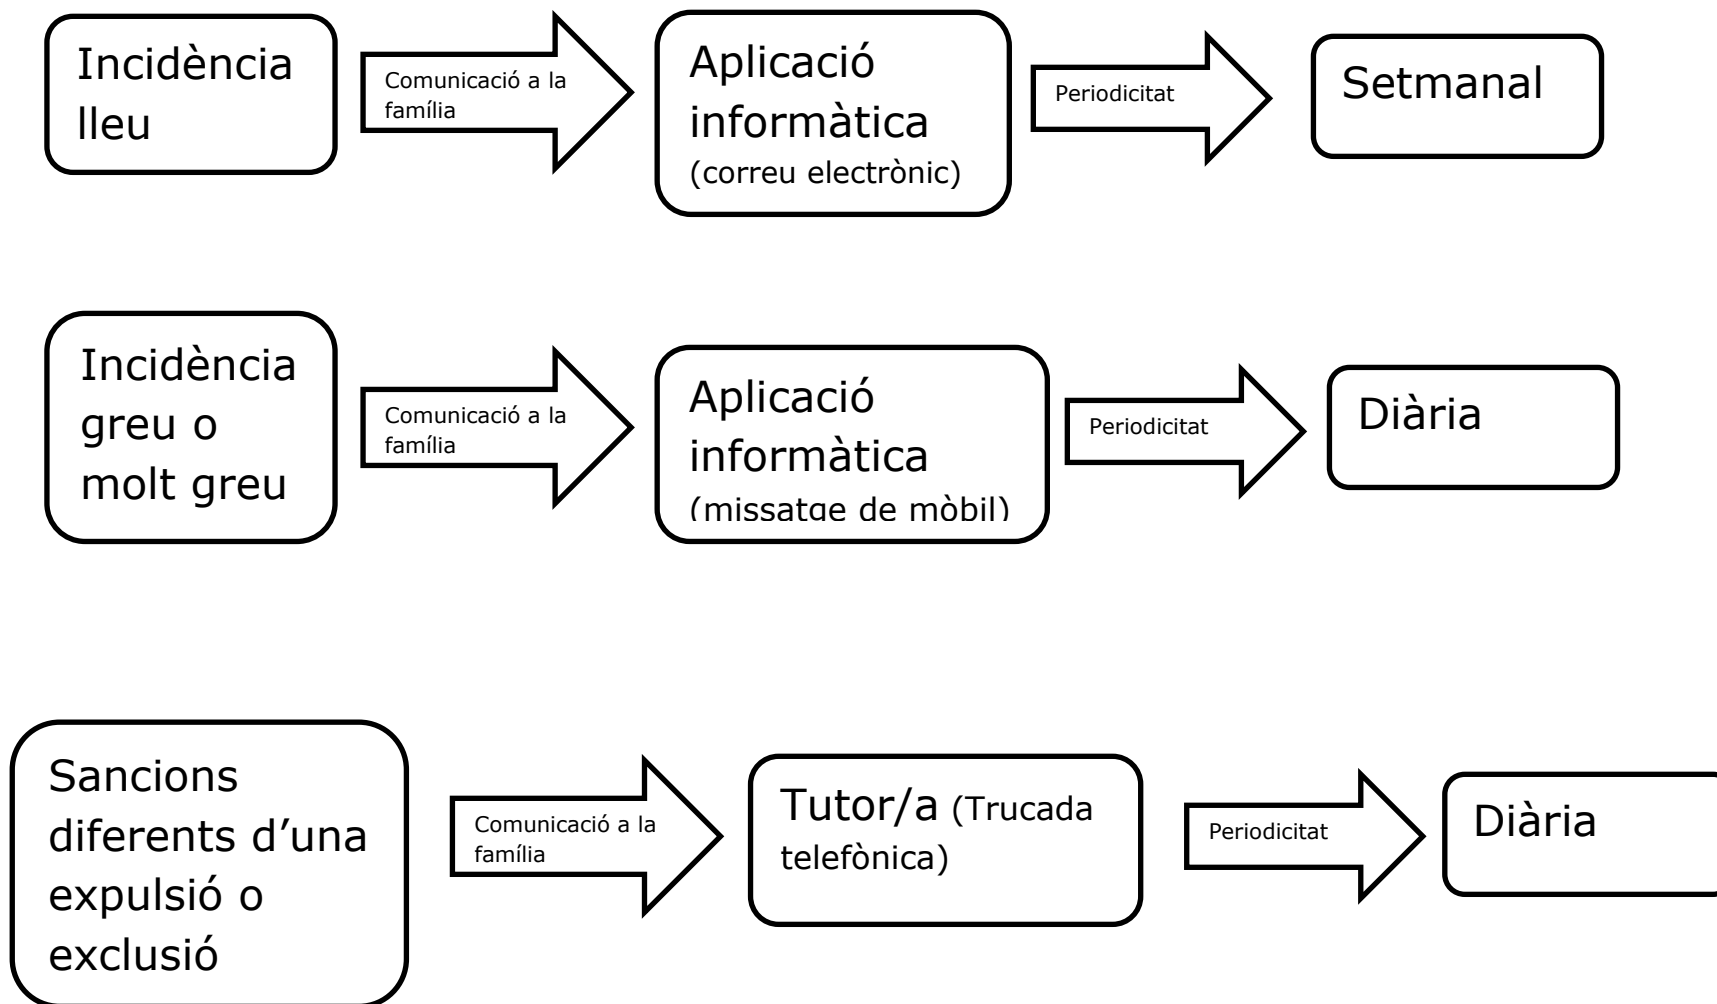 Incidència
lleu
Comunicació a la
família
Aplicació
informàtica
(correu electrònic)
Periodicitat
Setmanal
Incidència
greu o
molt greu
Comunicació a la
família
Aplicació
informàtica
(missatge de mòbil)
Periodicitat
Diària
Sancions
diferents d’una
expulsió o
exclusió
Comunicació a la
família
Tutor/a (Trucada
telefònica)
Periodicitat
Diària